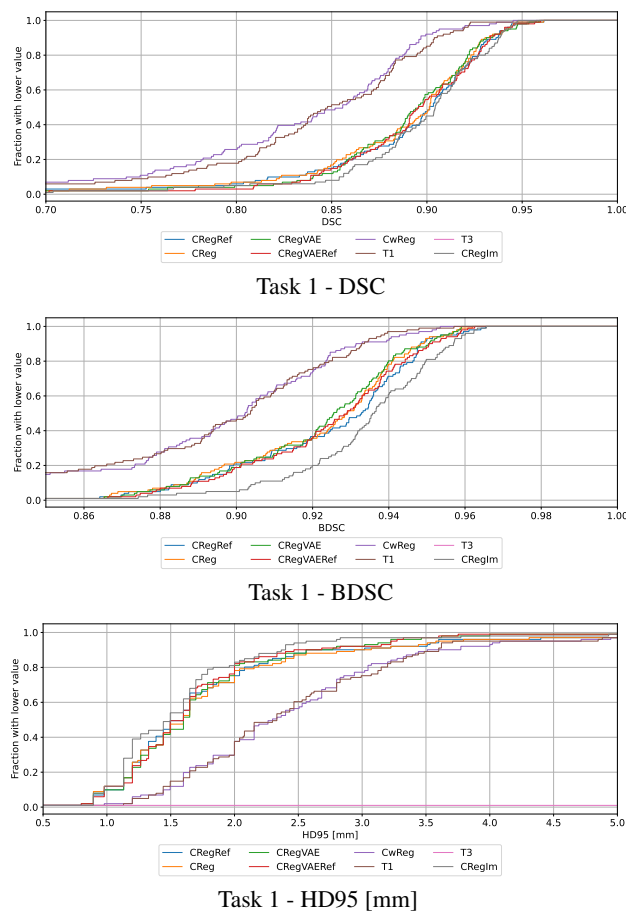 1.0
0.8
0.6
0.4
0.2
0.0
Fraction with lower value
0.70 0.75 0.80 0.85 0.90 0.95 1.00
DSC
CRegRef CRegVAE CwReg T3
CReg CRegVAERef T1 CRegIm
Task 1 - DSC
1.0
0.8
0.6
0.4
0.2
0.0
Fraction with lower value
0.86 0.88 0.90 0.92 0.94 0.96 0.98 1.00
BDSC
CRegRef CRegVAE CwReg T3
CReg CRegVAERef T1 CRegIm
Task 1 - BDSC
1.0
0.8
0.6
0.4
0.2
0.0
Fraction with lower value
0.5 1.0 1.5 2.0 2.5 3.0 3.5 4.0 4.5 5.0
HD95 [mm]
CRegRef CRegVAE CwReg T3
CReg CRegVAERef T1 CRegIm
Task 1 - HD95 [mm]